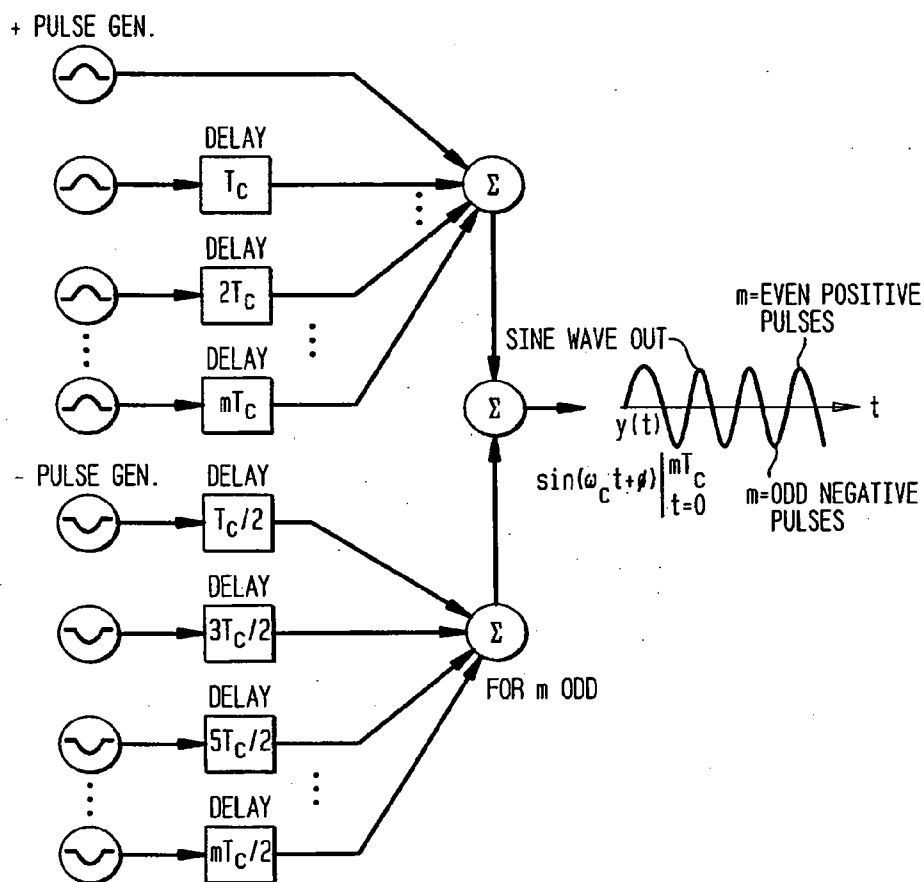 + PULSE GEN.
DELAY
T_C
Σ
DELAY
2T_C
DELAY
mT_C
SINE WAVE OUT
m=EVEN POSITIVE
PULSES
Σ
y(t)
t
sin(ω_c t+ø)|mT_C
t=0
m=ODD NEGATIVE
PULSES
- PULSE GEN.
DELAY
T_C/2
DELAY
3T_C/2
Σ
FOR m ODD
DELAY
5T_C/2
DELAY
mT_C/2